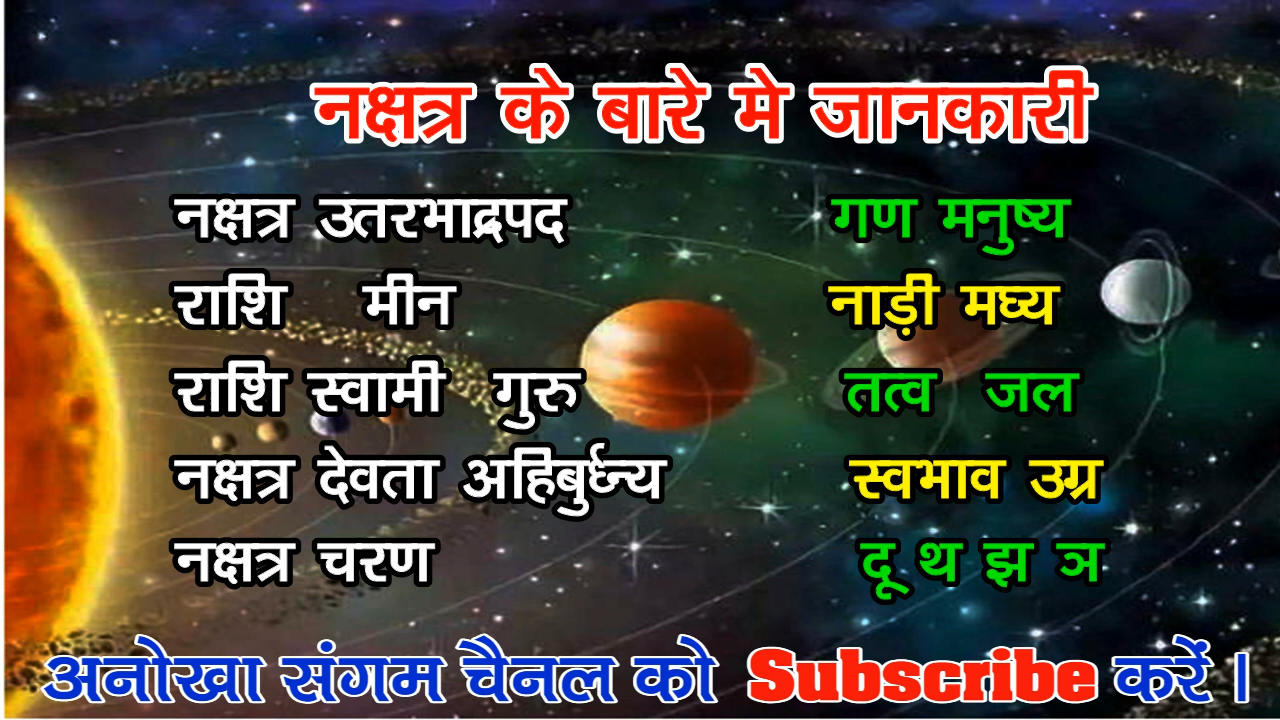 नक्षत्र के बारे मे जानकारी
नक्षत्र उतरभाद्रपद गण मनुष्य
राशि मीन नाड़ी मघ्य
राशि स्वामी गुरु तत्व जल
नक्षत्र देवता अहिबुर्ध्न्य स्वभाव उग्र
नक्षत्र चरण दू थ झ ञ
अनोखा संगम चैनल को Subscribe करें।